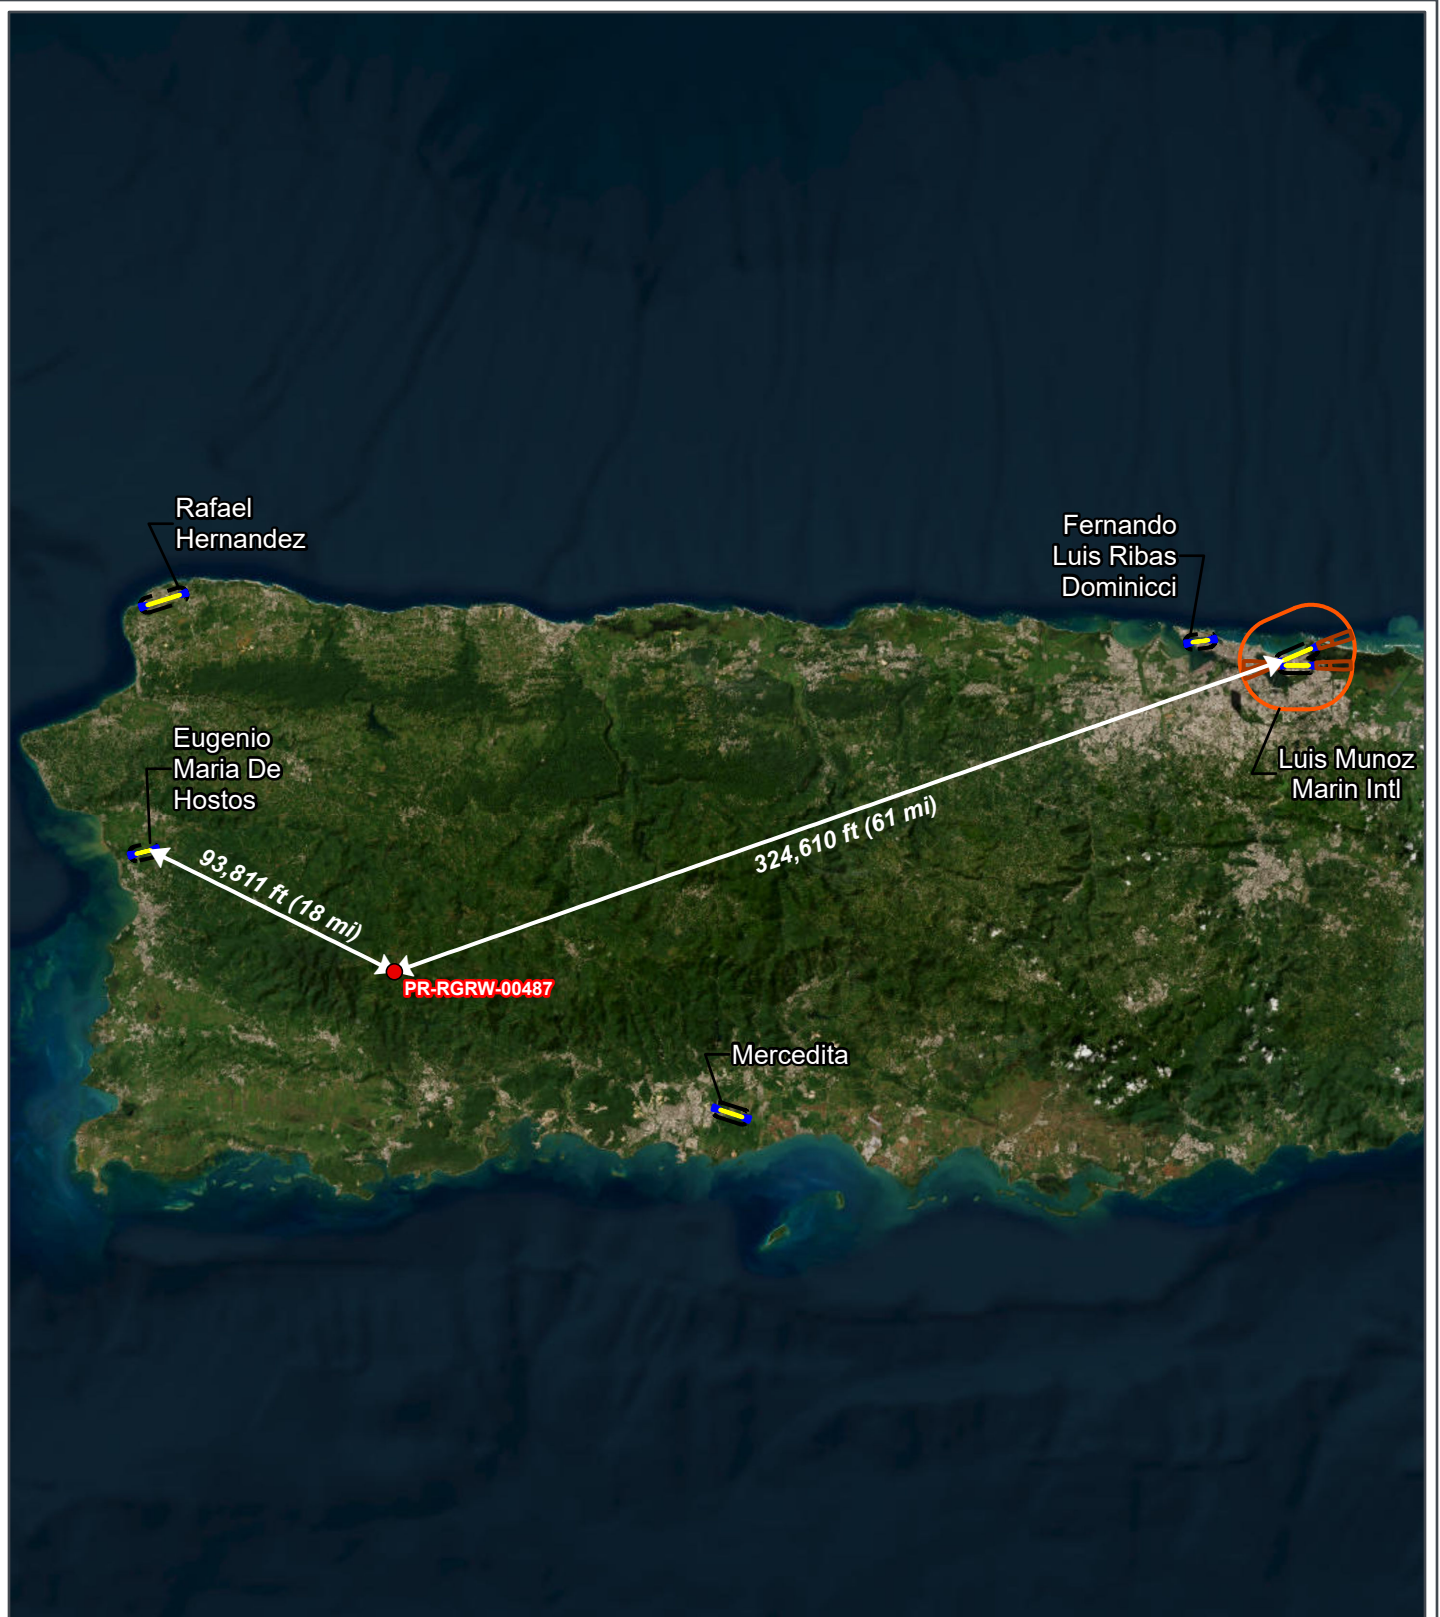 Rafael
Hernandez
Fernando
Luis Ribas
Dominicci
Eugenio
Maria De
Hostos
Luis Munoz
Marin Intl
324,610 ft (61 mi)
93,811 ft (18 mi)
PR-RGRW-00487
Mercedita